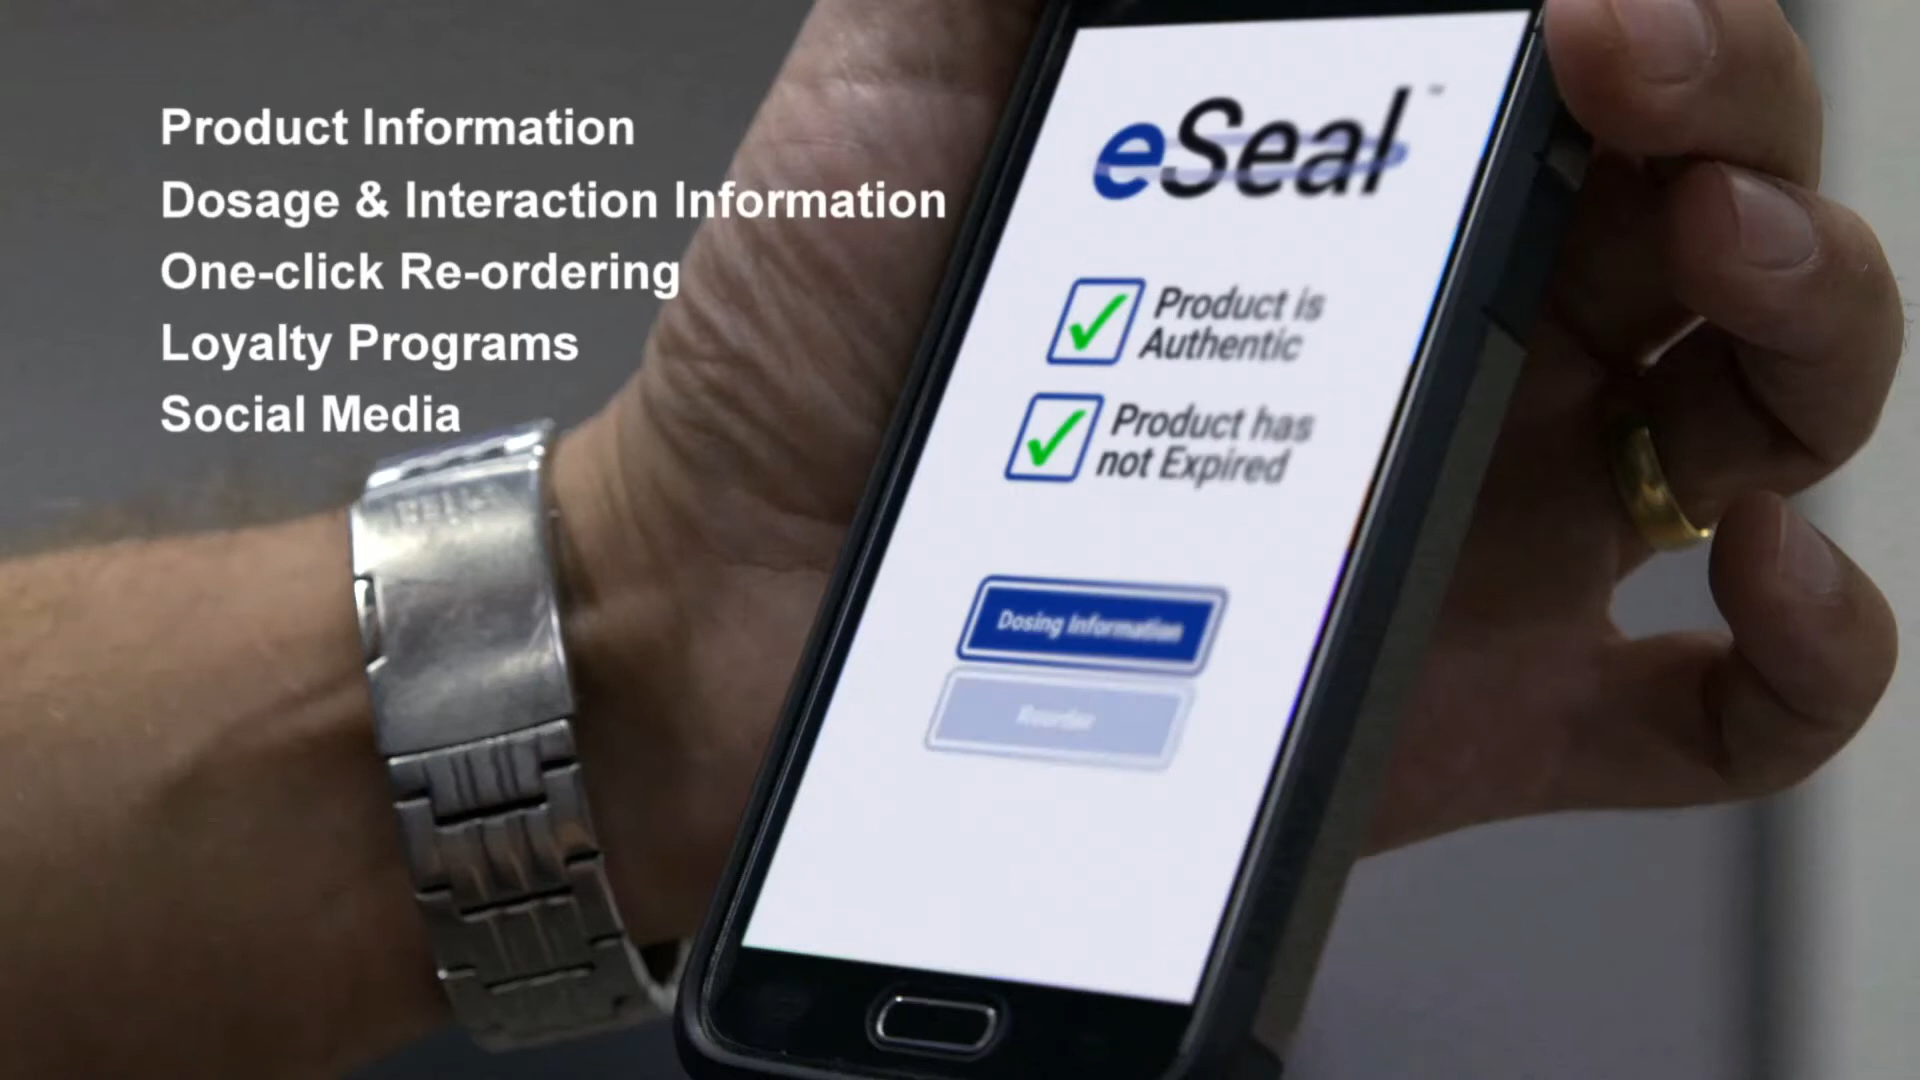 Product Information
Dosage & Interaction Information
One-click Re-ordering
Loyalty Programs
Social Media
eSeal™
Product is
Authentic
Product has
not Expired
Dosing Information
Reorder